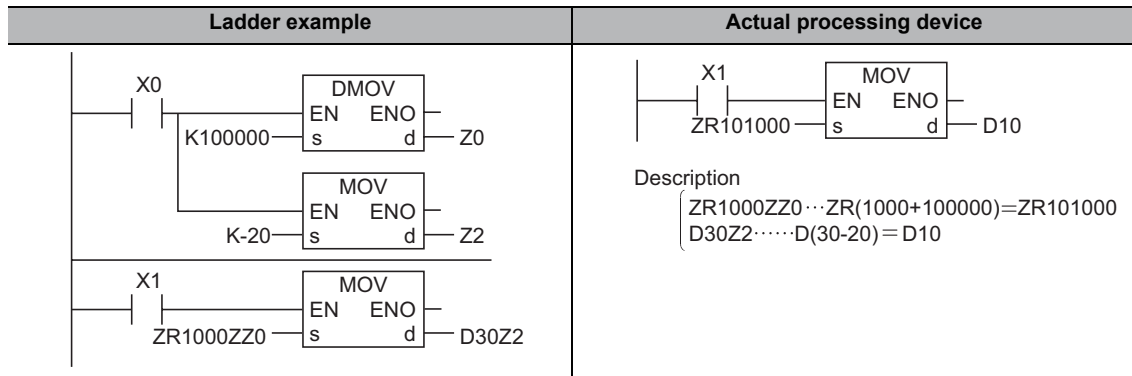 Ladder example
Actual processing device
X0
DMOV
EN ENO
K100000 s d Z0
MOV
EN ENO
K-20 s d Z2
X1
MOV
EN ENO
ZR1000ZZ0 s d D30Z2
X1
MOV
EN ENO
ZR101000 s d D10
Description
ZR1000ZZ0⋯ZR(1000+100000)=ZR101000
D30Z2⋯⋯D(30-20)=D10